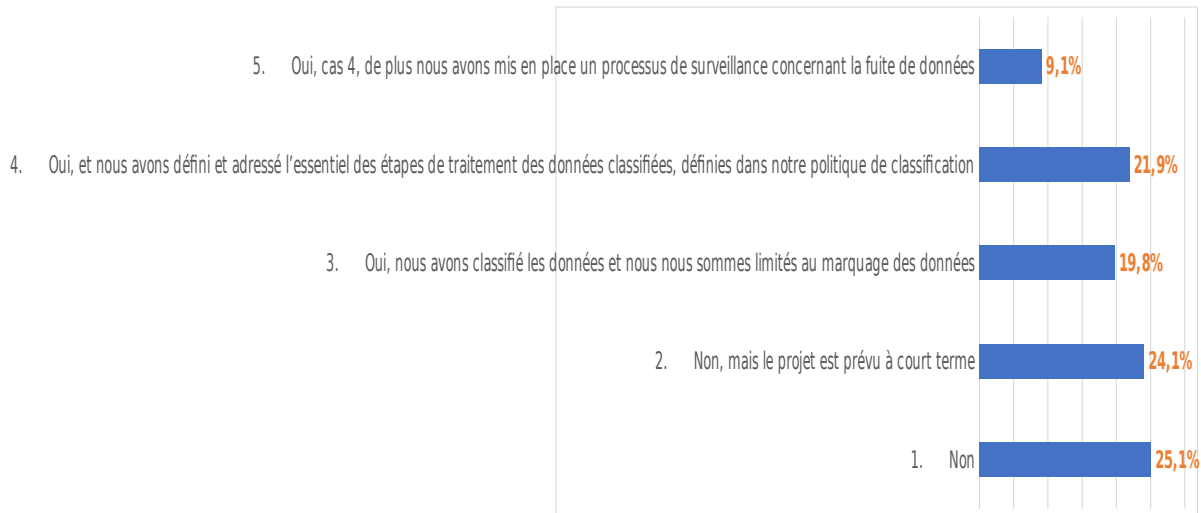 5. Oui, cas 4, de plus nous avons mis en place un processus de surveillance concernant la fuite de données 9,1%
4. Oui, et nous avons défini et adressé l’essentiel des étapes de traitement des données classifiées, définies dans notre politique de classification 21,9%
3. Oui, nous avons classifié les données et nous nous sommes limités au marquage des données 19,8%
2. Non, mais le projet est prévu à court terme 24,1%
1. Non 25,1%